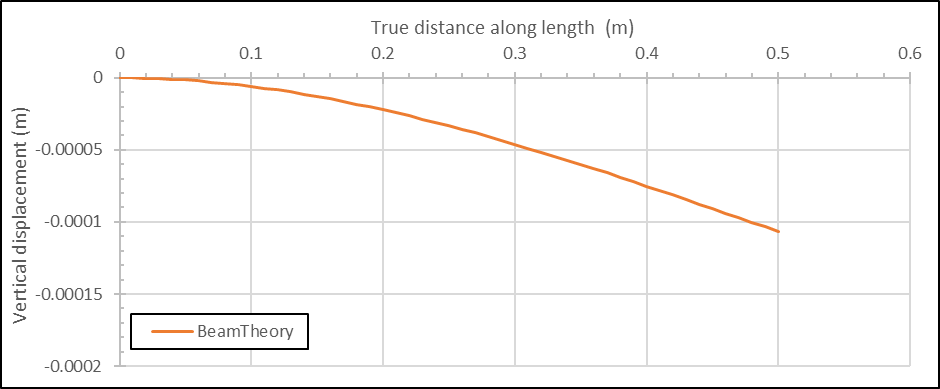 True distance along length (m)
0 0.1 0.2 0.3 0.4 0.5 0.6
Vertical displacement (m)
0
-0.00005
-0.0001
-0.00015
-0.0002
BeamTheory